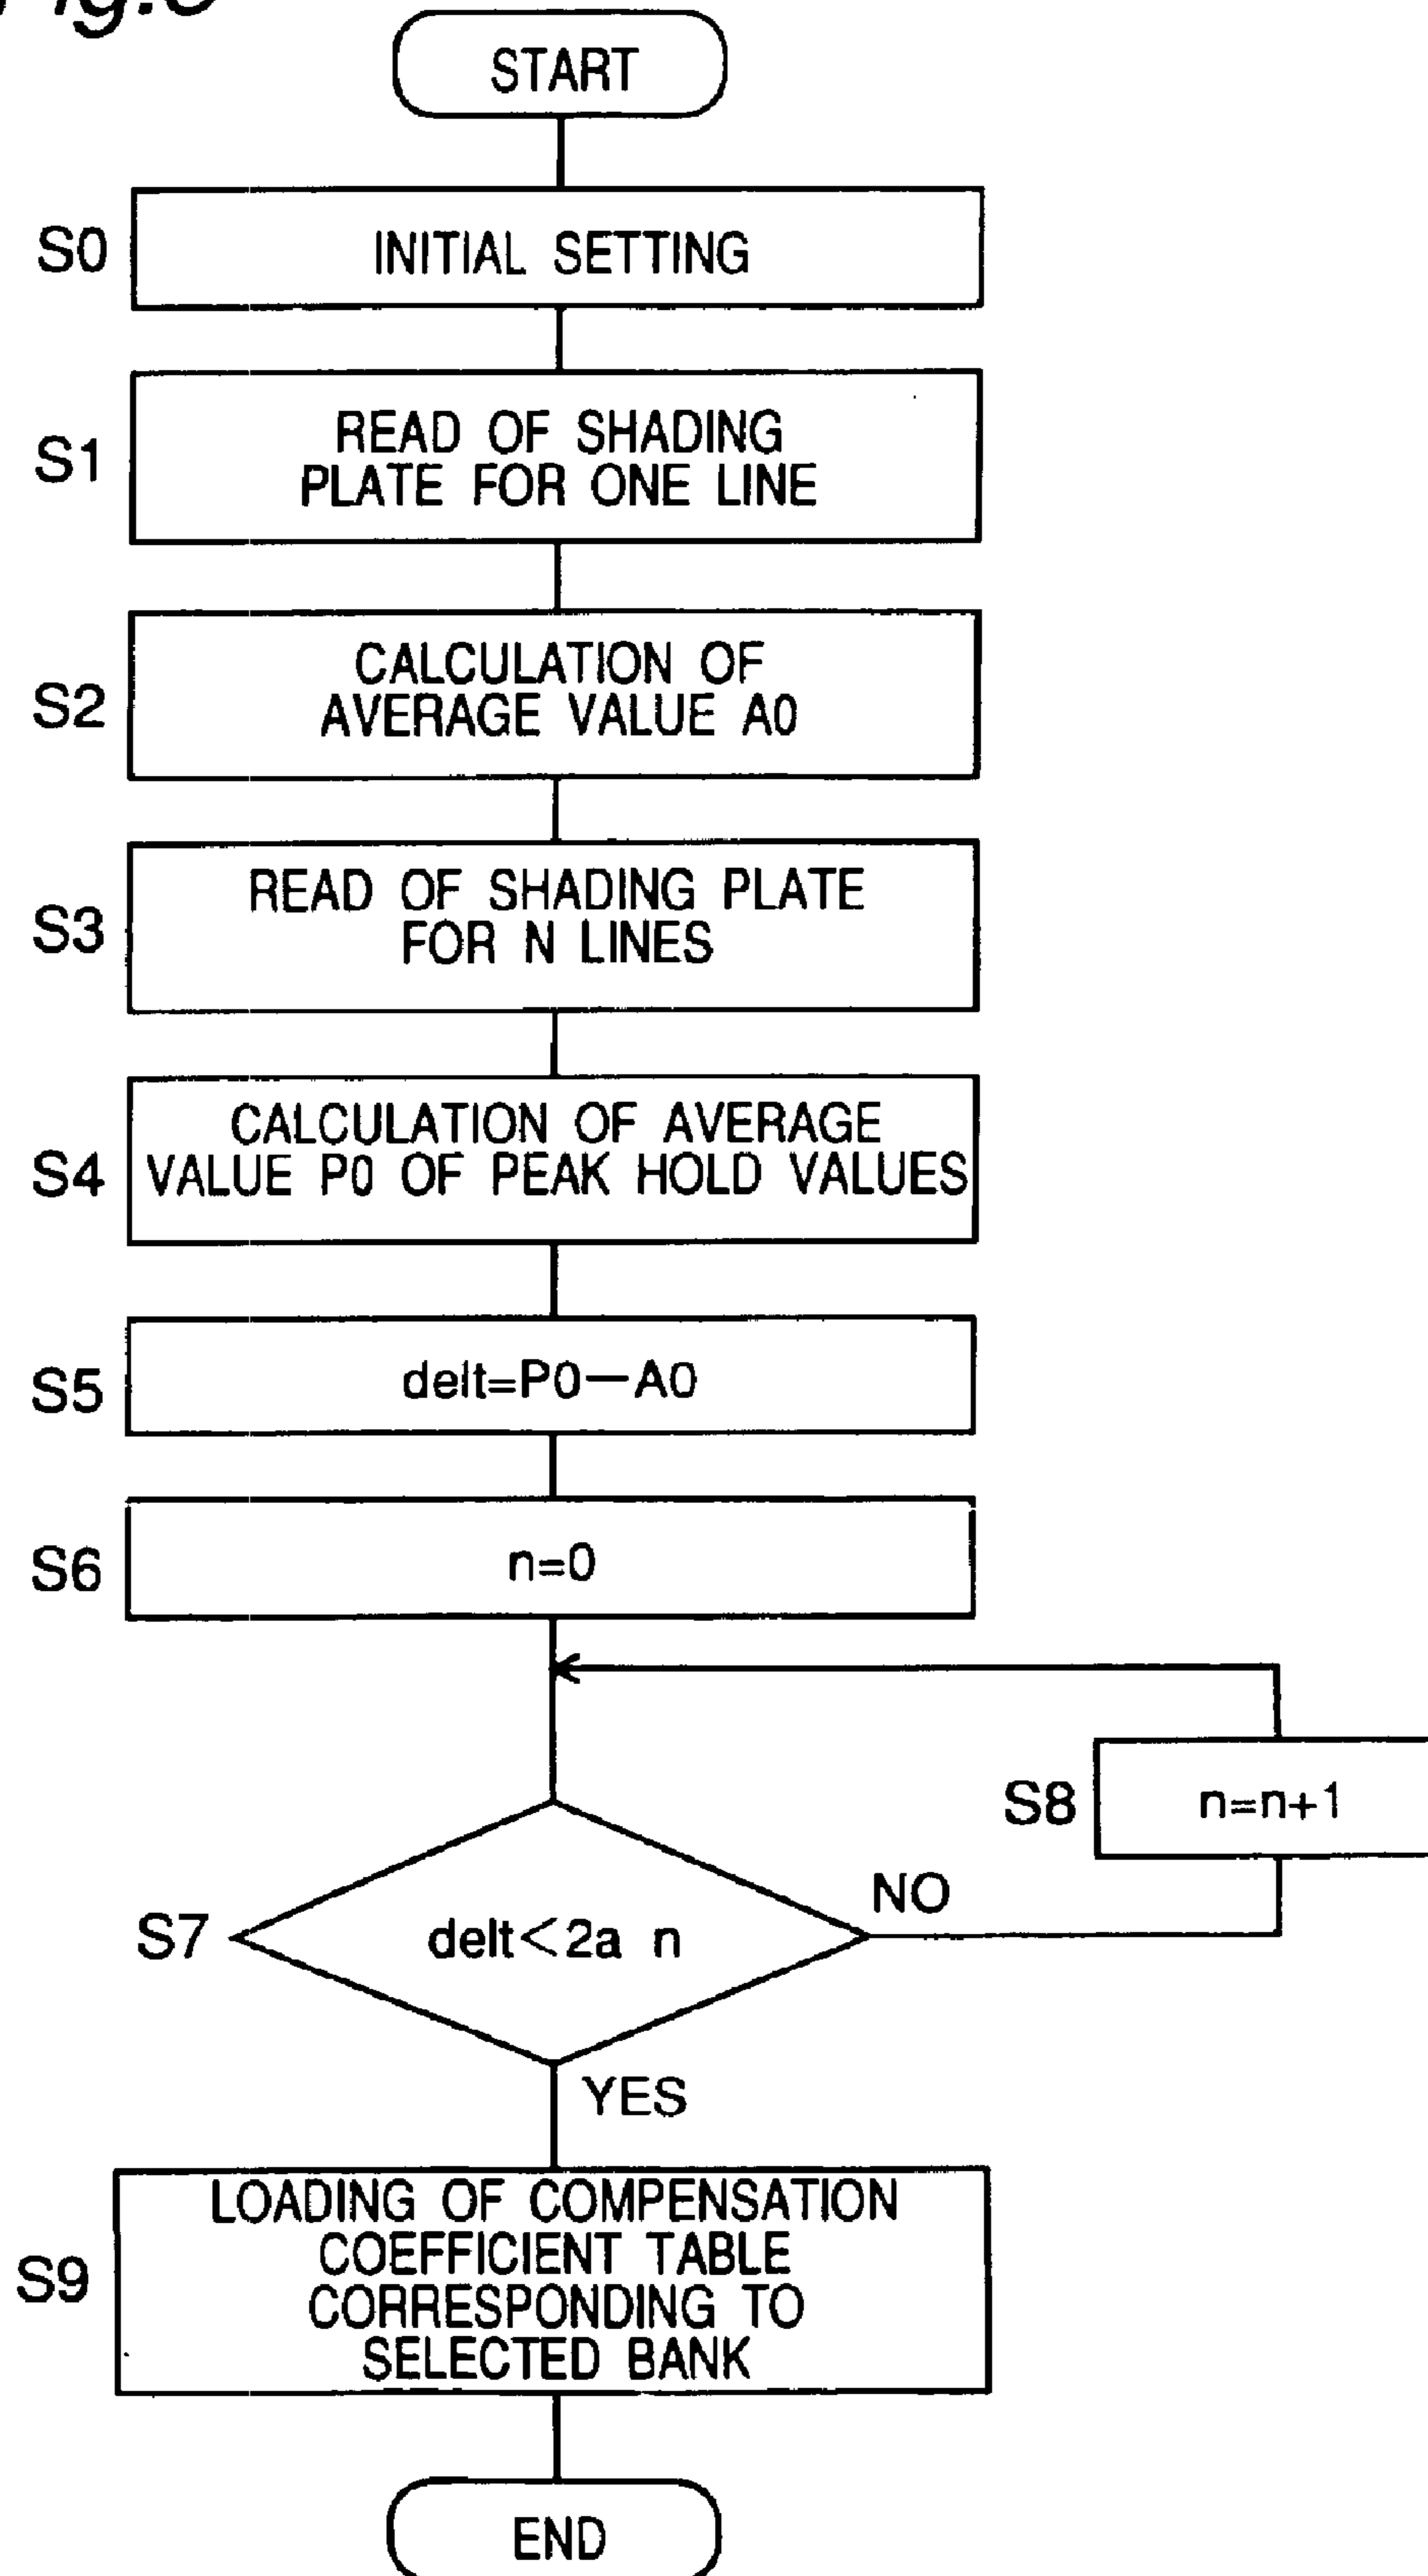 START
S0
INITIAL SETTING
S1
READ OF SHADING
PLATE FOR ONE LINE
S2
CALCULATION OF
AVERAGE VALUE A0
S3
READ OF SHADING PLATE
FOR N LINES
S4
CALCULATION OF AVERAGE
VALUE P0 OF PEAK HOLD VALUES
S5
delt=P0−A0
S6
n=0
S8
n=n+1
NO
S7
delt<2a n
YES
S9
LOADING OF COMPENSATION
COEFFICIENT TABLE
CORRESPONDING TO
SELECTED BANK
END